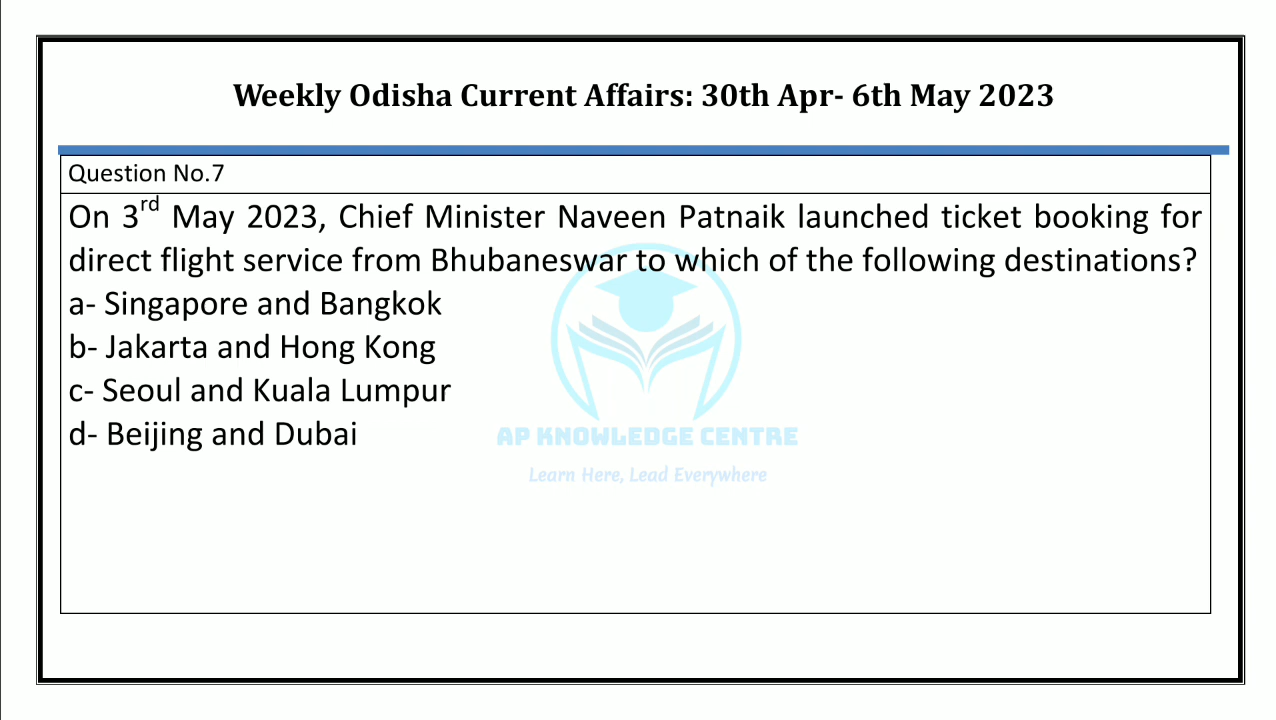 Weekly Odisha Current Affairs: 30th Apr- 6th May 2023
Question No.7
On 3rd May 2023, Chief Minister Naveen Patnaik launched ticket booking for
direct flight service from Bhubaneswar to which of the following destinations?
a- Singapore and Bangkok
b- Jakarta and Hong Kong
c- Seoul and Kuala Lumpur
d- Beijing and Dubai
AP KNOWLEDGE CENTRE
Learn Here, Lead Everywhere